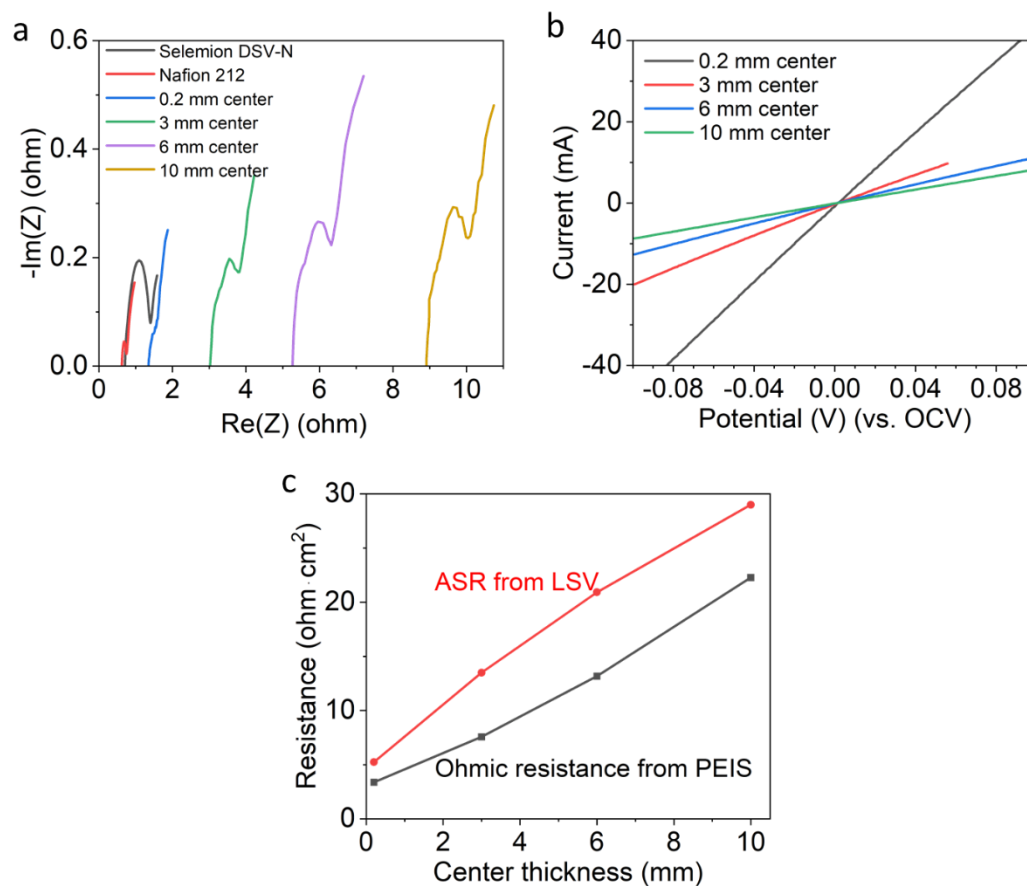 a
0.6
0.4
0.2
0.0
-Im(Z) (ohm)
Selemion DSV-N
Nafion 212
0.2 mm center
3 mm center
6 mm center
10 mm center
0 2 4 6 8 10
Re(Z) (ohm)
b
40
20
0
-20
-40
Current (mA)
0.2 mm center
3 mm center
6 mm center
10 mm center
-0.08 -0.04 0.00 0.04 0.08
Potential (V) (vs. OCV)
c
30
20
10
0
Resistance (ohm·cm²)
ASR from LSV
Ohmic resistance from PEIS
0 2 4 6 8 10
Center thickness (mm)